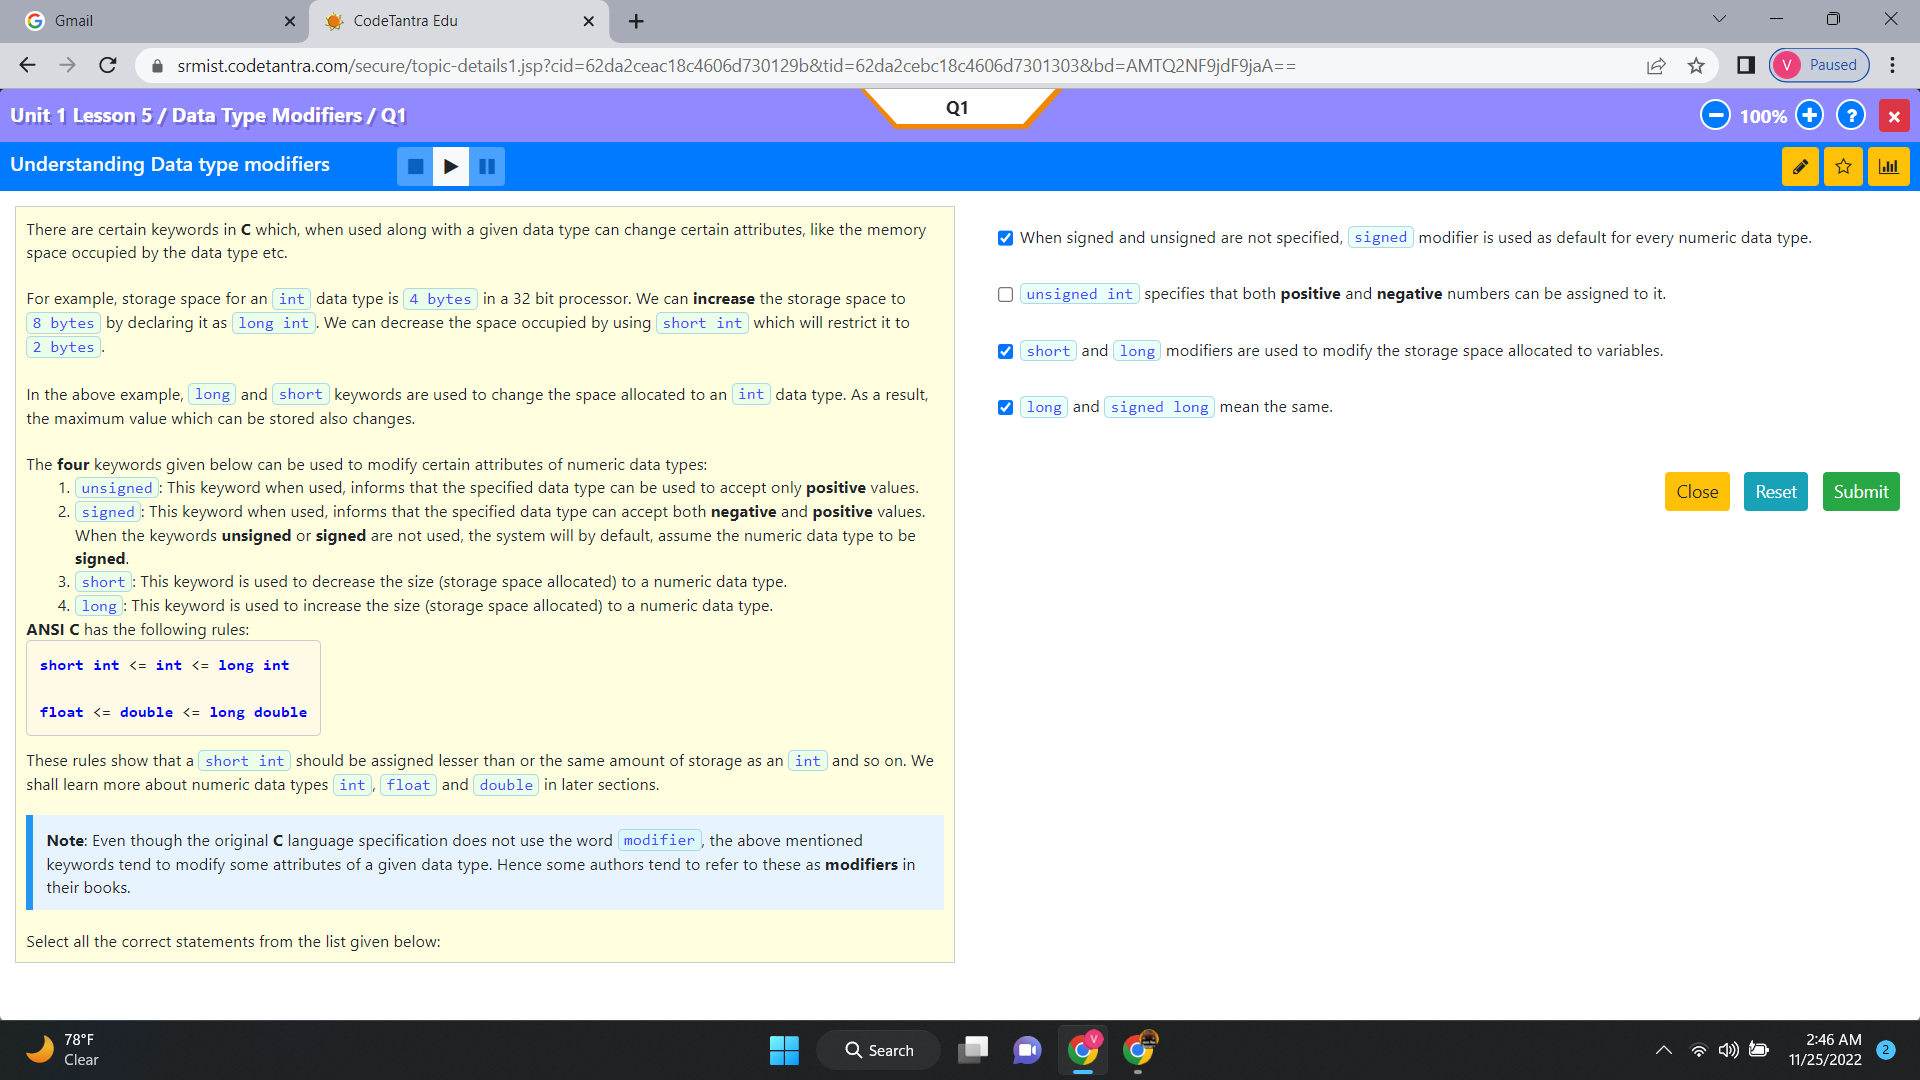 Gmail
CodeTantra Edu
srmist.codetantra.com/secure/topic-details1.jsp?cid=62da2ceac18c4606d730129b&tid=62da2cebc18c4606d7301303&bd=AMTQ2NF9jdF9jaA==
V Paused
Unit 1 Lesson 5 / Data Type Modifiers / Q1
Q1
100%
?
Understanding Data type modifiers
There are certain keywords in C which, when used along with a given data type can change certain attributes, like the memory
space occupied by the data type etc.
For example, storage space for an int data type is 4 bytes in a 32 bit processor. We can increase the storage space to
8 bytes by declaring it as long int. We can decrease the space occupied by using short int which will restrict it to
2 bytes.
In the above example, long and short keywords are used to change the space allocated to an int data type. As a result,
the maximum value which can be stored also changes.
The four keywords given below can be used to modify certain attributes of numeric data types:
1. unsigned: This keyword when used, informs that the specified data type can be used to accept only positive values.
2. signed: This keyword when used, informs that the specified data type can accept both negative and positive values.
When the keywords unsigned or signed are not used, the system will by default, assume the numeric data type to be
signed.
3. short: This keyword is used to decrease the size (storage space allocated) to a numeric data type.
4. long: This keyword is used to increase the size (storage space allocated) to a numeric data type.
ANSI C has the following rules:
short int <= int <= long int
float <= double <= long double
These rules show that a short int should be assigned lesser than or the same amount of storage as an int and so on. We
shall learn more about numeric data types int, float and double in later sections.
Note: Even though the original C language specification does not use the word modifier, the above mentioned
keywords tend to modify some attributes of a given data type. Hence some authors tend to refer to these as modifiers in
their books.
Select all the correct statements from the list given below:
When signed and unsigned are not specified, signed modifier is used as default for every numeric data type.
unsigned int specifies that both positive and negative numbers can be assigned to it.
short and long modifiers are used to modify the storage space allocated to variables.
long and signed long mean the same.
Close
Reset
Submit
78°F
Clear
Search
V
2:46 AM
11/25/2022
2